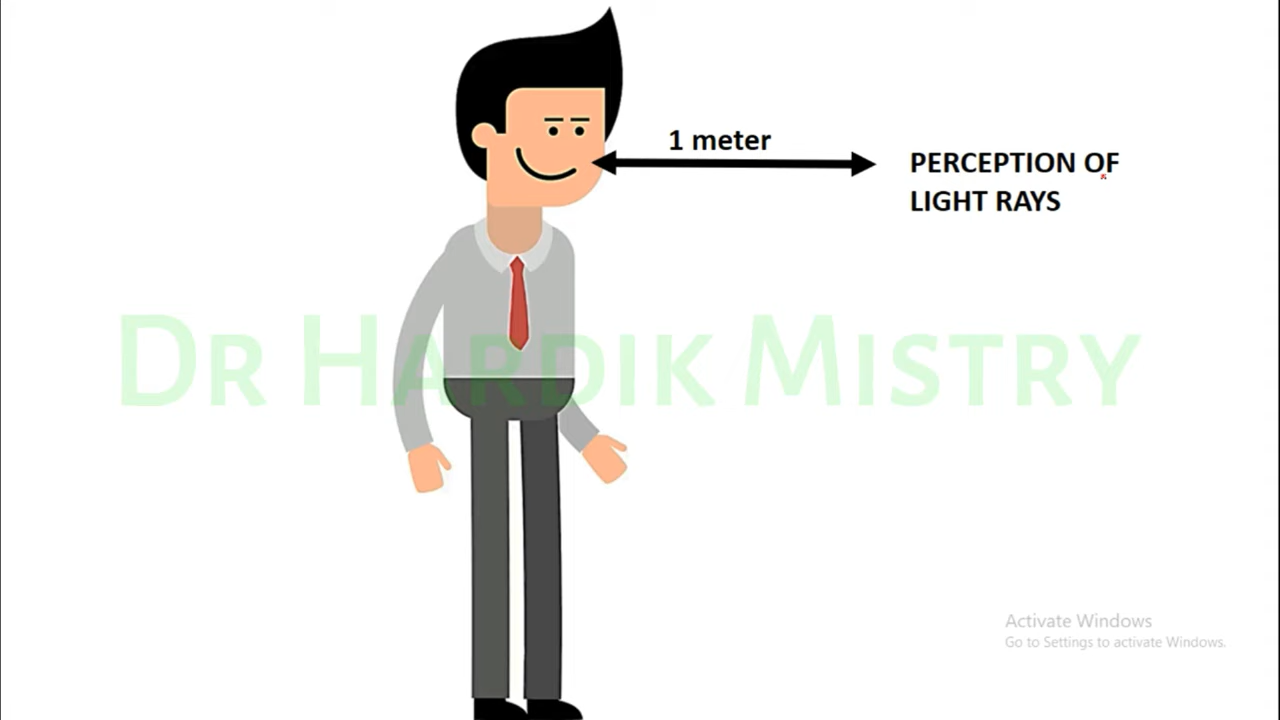 1 meter
PERCEPTION OF
LIGHT RAYS
DR HARDIK MISTRY
Activate Windows
Go to Settings to activate Windows.